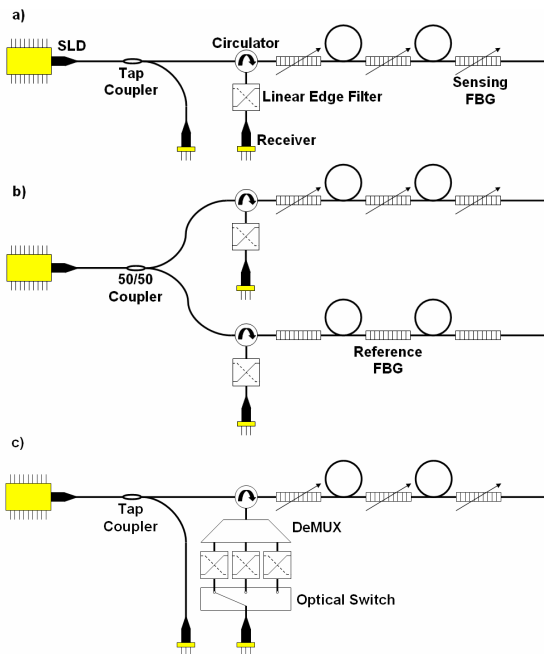 a)
SLD
Tap
Coupler
Circulator
Linear Edge Filter
Receiver
Sensing
FBG
b)
50/50
Coupler
Reference
FBG
c)
Tap
Coupler
DeMUX
Optical Switch